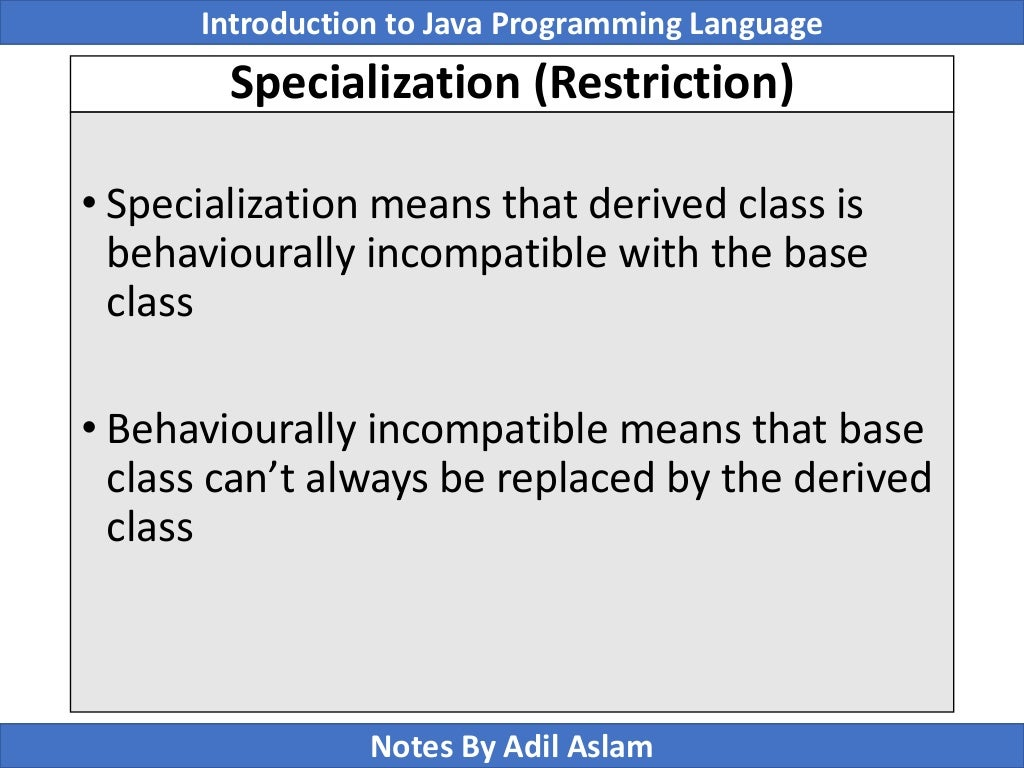 Introduction to Java Programming Language
Specialization (Restriction)
• Specialization means that derived class is
behaviourally incompatible with the base
class
• Behaviourally incompatible means that base
class can’t always be replaced by the derived
class
Notes By Adil Aslam